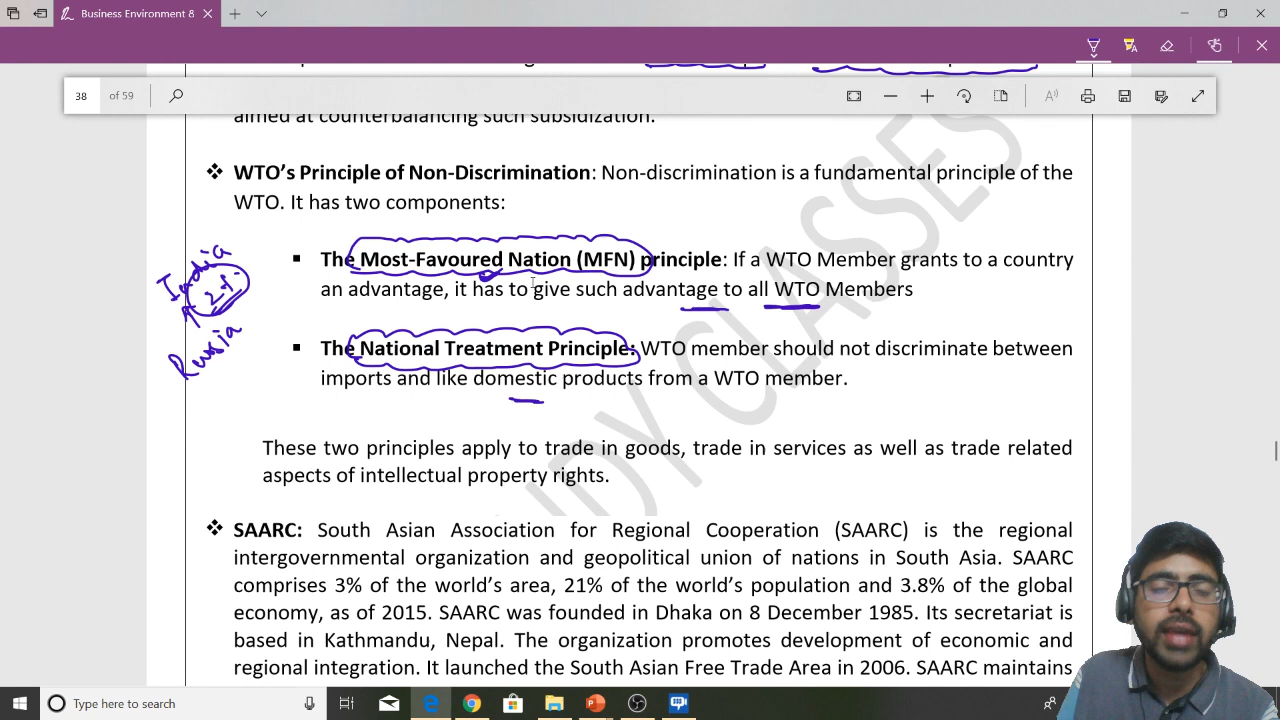 Business Environment 8
38 of 59
aimed at counterbalancing such subsidization.
❖ WTO's Principle of Non-Discrimination: Non-discrimination is a fundamental principle of the
WTO. It has two components:
▪ The Most-Favoured Nation (MFN) principle: If a WTO Member grants to a country
an advantage, it has to give such advantage to all WTO Members
India
2%
Russia
▪ The National Treatment Principle: WTO member should not discriminate between
imports and like domestic products from a WTO member.
These two principles apply to trade in goods, trade in services as well as trade related
aspects of intellectual property rights.
❖ SAARC: South Asian Association for Regional Cooperation (SAARC) is the regional
intergovernmental organization and geopolitical union of nations in South Asia. SAARC
comprises 3% of the world's area, 21% of the world's population and 3.8% of the global
economy, as of 2015. SAARC was founded in Dhaka on 8 December 1985. Its secretariat is
based in Kathmandu, Nepal. The organization promotes development of economic and
regional integration. It launched the South Asian Free Trade Area in 2006. SAARC maintains
CLASSES
Type here to search